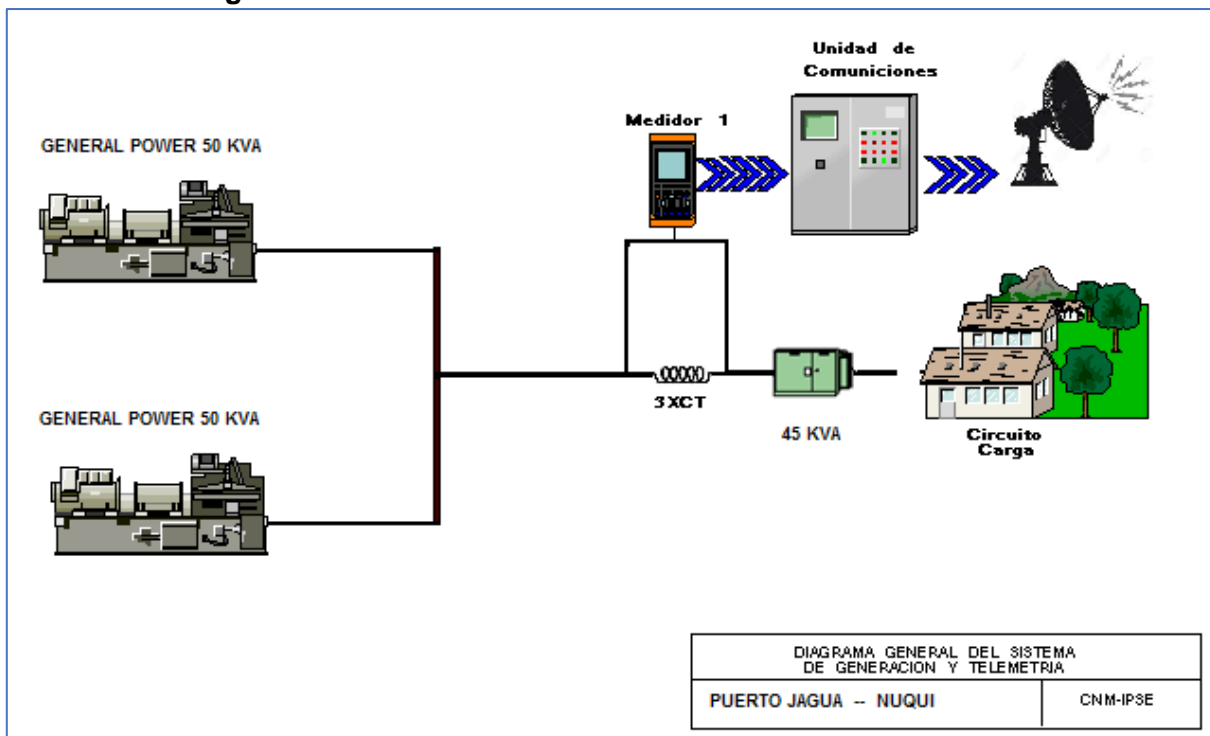 Unidad de
Comuniciones
Medidor 1
GENERAL POWER 50 KVA
GENERAL POWER 50 KVA
3XCT
45 KVA
Circuito
Carga
DIAGRAMA GENERAL DEL SISTEMA
DE GENERACION Y TELEMETRIA
PUERTO JAGUA -- NUQUI
CNM-IPSE